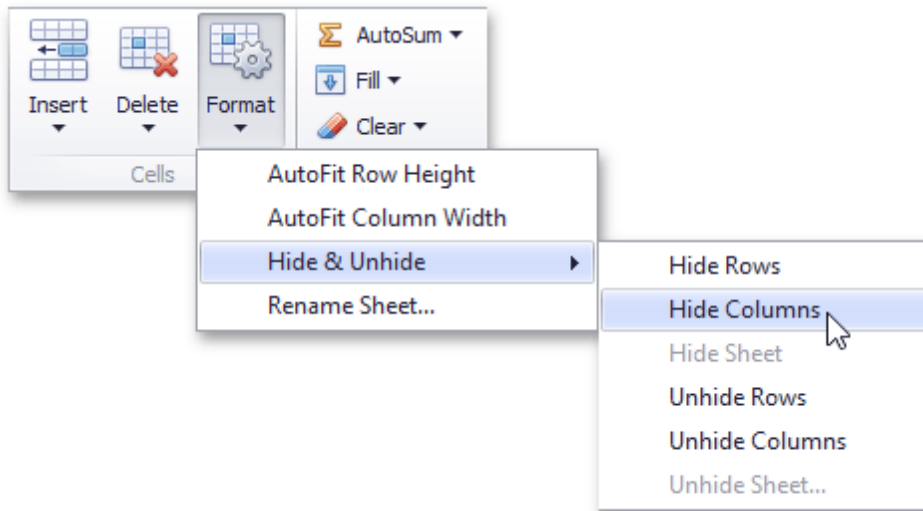 AutoSum
Fill
Insert Delete Format
Clear
Cells
AutoFit Row Height
AutoFit Column Width
Hide & Unhide
Rename Sheet...
Hide Rows
Hide Columns
Hide Sheet
Unhide Rows
Unhide Columns
Unhide Sheet...